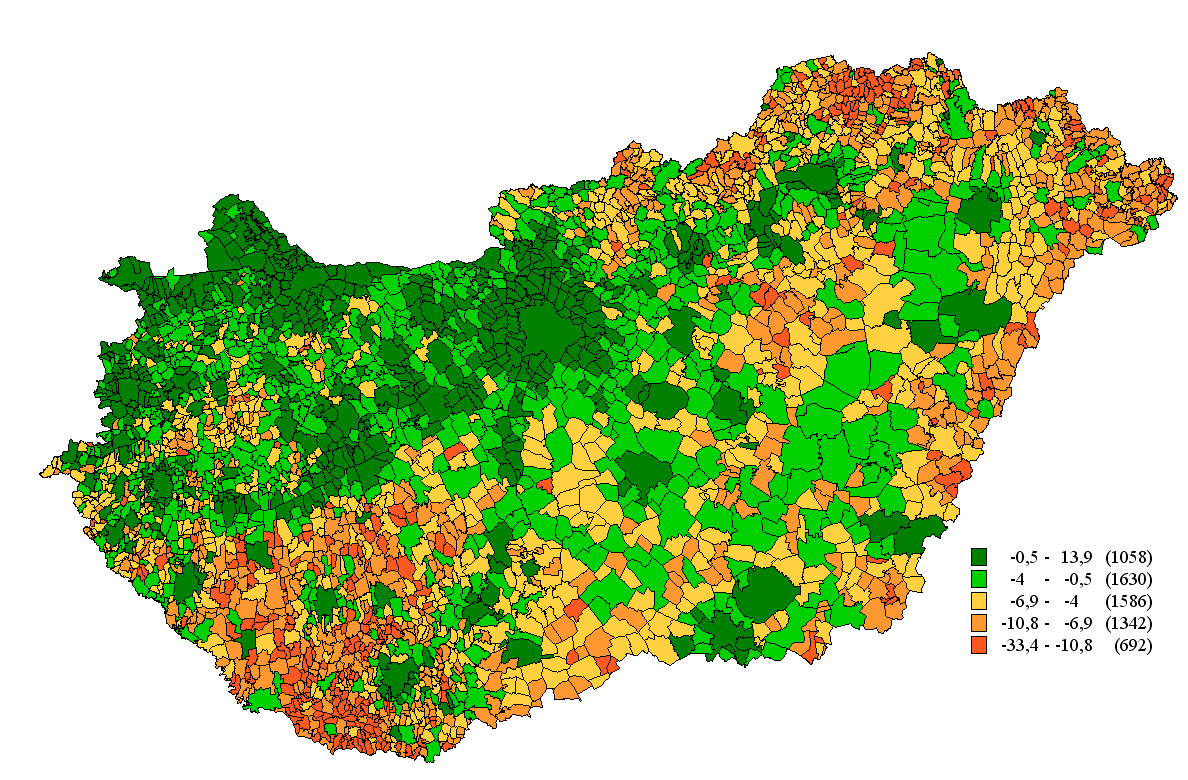 -0,5 - 13,9 (1058)
-4 - -0,5 (1630)
-6,9 - -4 (1586)
-10,8 - -6,9 (1342)
-33,4 - -10,8 (692)